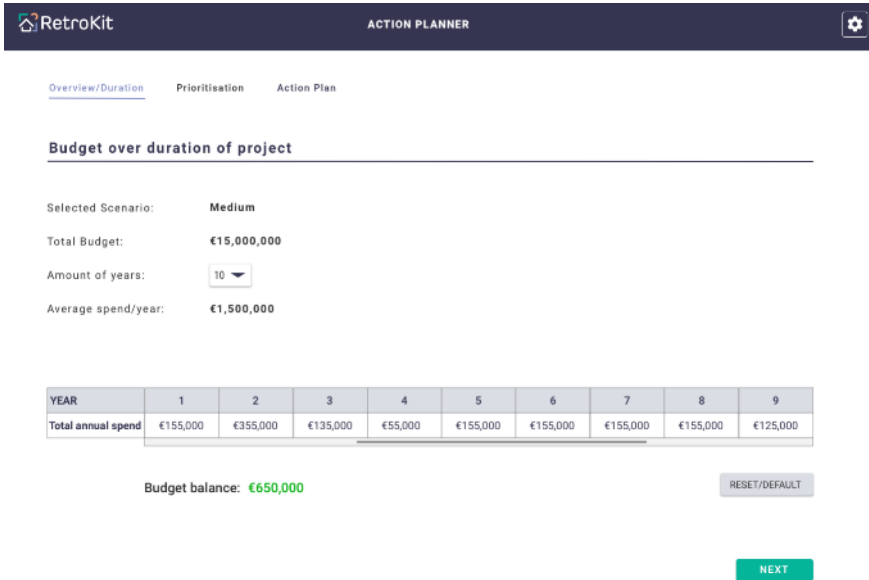 RetroKit
ACTION PLANNER
Overview/Duration Prioritisation Action Plan
Budget over duration of project
Selected Scenario: Medium
Total Budget: €15,000,000
Amount of years: 10
Average spend/year: €1,500,000
YEAR 1 2 3 4 5 6 7 8 9
Total annual spend €155,000 €355,000 €135,000 €55,000 €155,000 €155,000 €155,000 €155,000 €125,000
Budget balance: €650,000
RESET/DEFAULT
NEXT